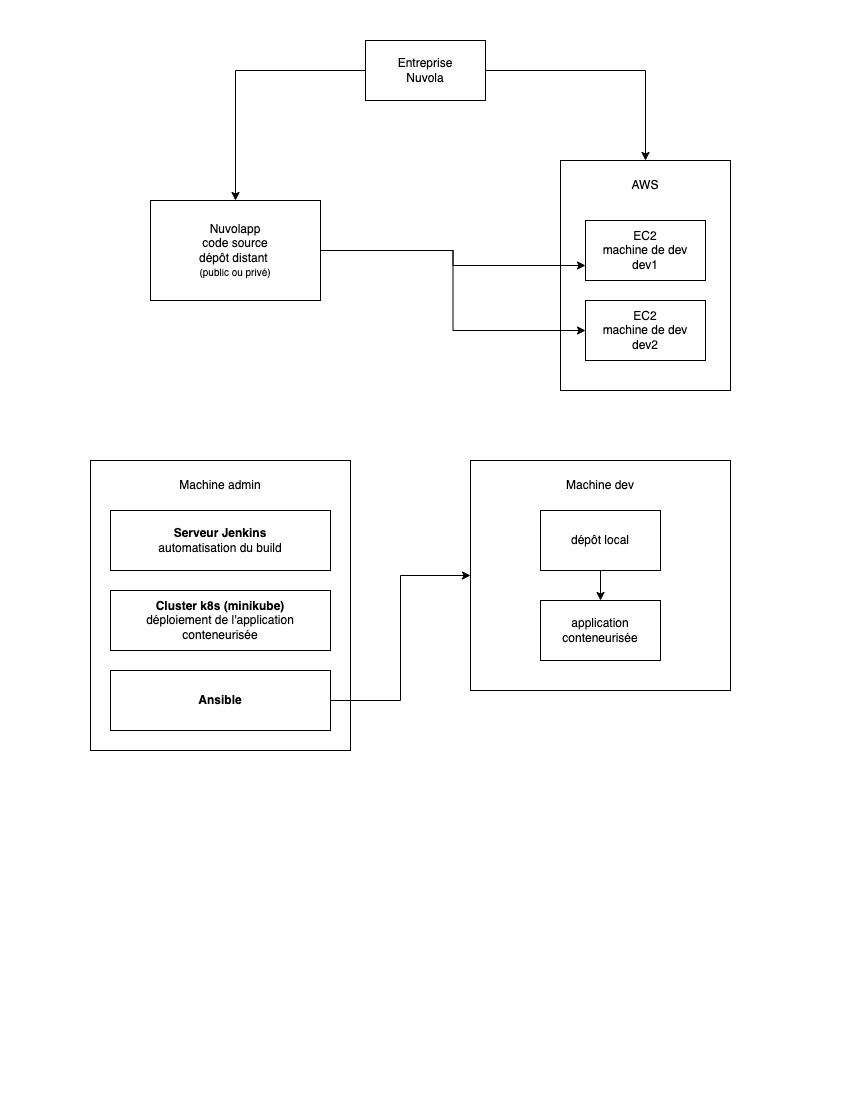 Entreprise
Nuvola
AWS
Nuvolapp
code source
dépôt distant
(public ou privé)
EC2
machine de dev
dev1
EC2
machine de dev
dev2
Machine admin
Serveur Jenkins
automatisation du build
Cluster k8s (minikube)
déploiement de l'application
conteneurisée
Ansible
Machine dev
dépôt local
application
conteneurisée